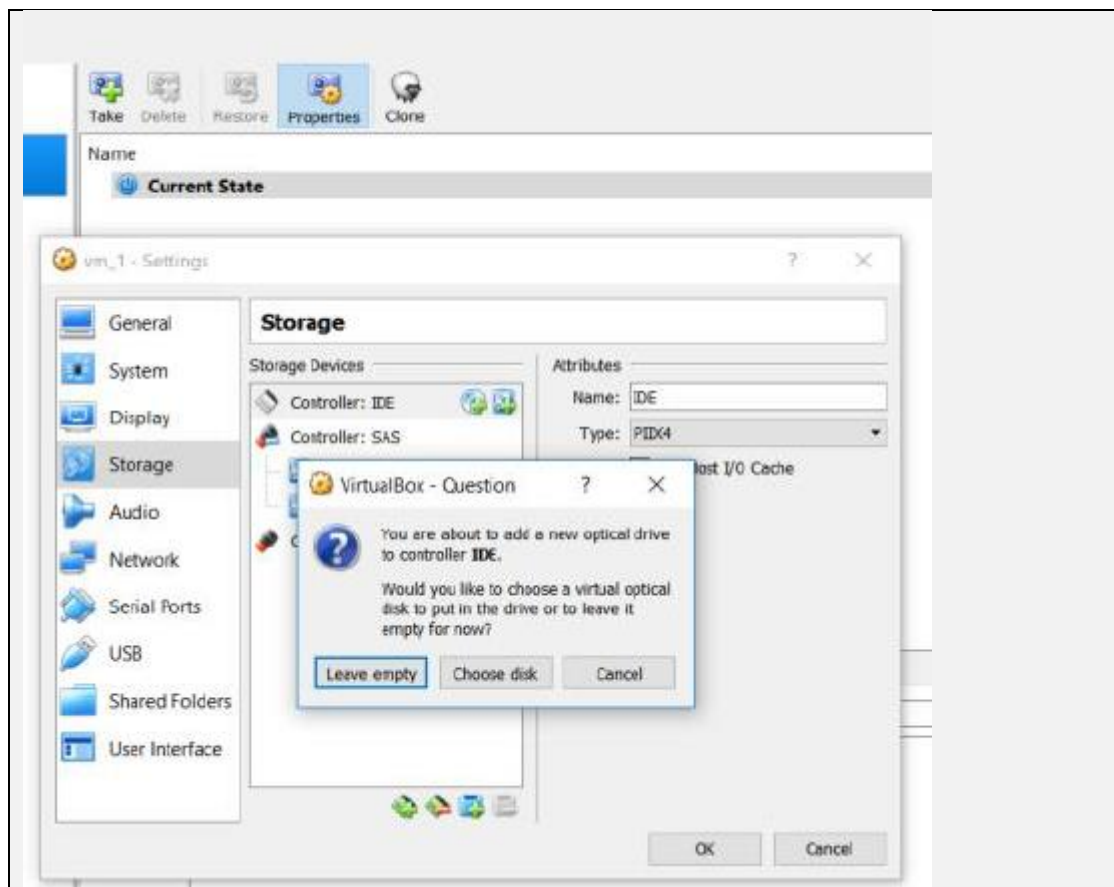 Take Delete Restore Properties Clone
Name
Current State
vm_1 - Settings ?
General
System
Display
Storage
Audio
Network
Serial Ports
USB
Shared Folders
User Interface
Storage
Storage Devices
Controller: IDE
Controller: SAS
C
Attributes
Name: IDE
Type: PIIX4
Host I/O Cache
VirtualBox - Question ?
You are about to add a new optical drive
to controller IDE.
Would you like to choose a virtual optical
disk to put in the drive or to leave it
empty for now?
Leave empty Choose disk Cancel
OK Cancel